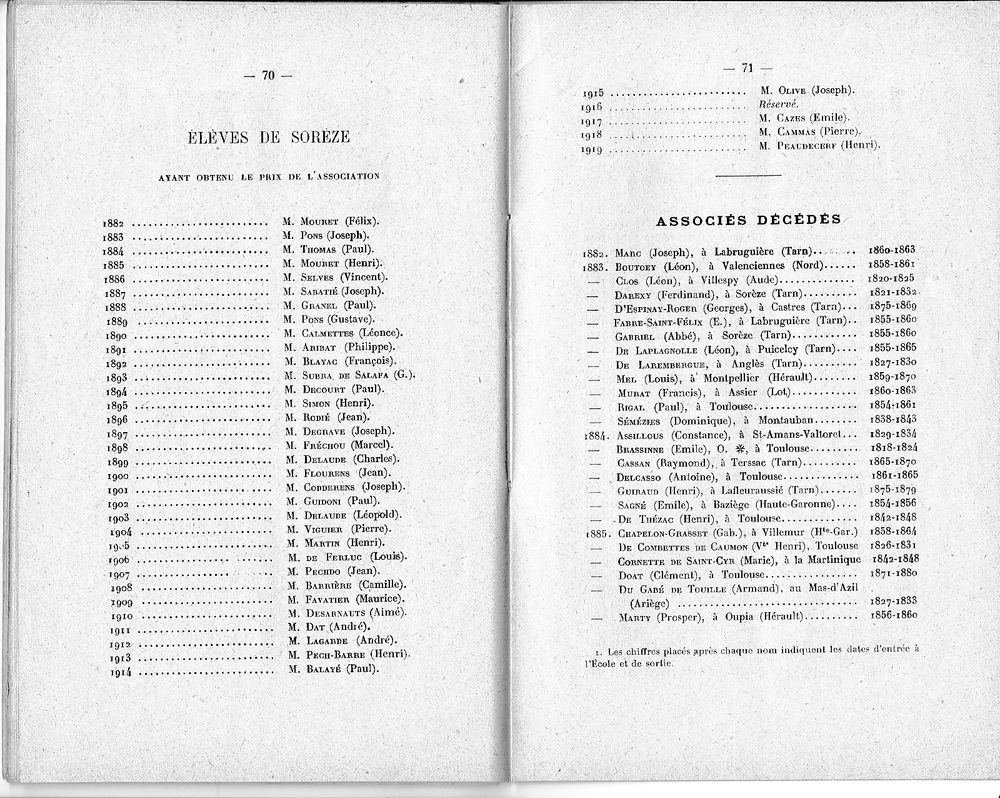 — 70 —
ÉLÈVES DE SORÈZE
AYANT OBTENU LE PRIX DE L'ASSOCIATION
1882 ........................ M. MOURET (Félix).
1883 ........................ M. PONS (Joseph).
1884 ........................ M. THOMAS (Paul).
1885 ........................ M. MOURET (Henri).
1886 ........................ M. SELVES (Vincent).
1887 ........................ M. SABATIÉ (Joseph).
1888 ........................ M. GRANEL (Paul).
1889 ........................ M. PONS (Gustave).
1890 ........................ M. CALMETTES (Léonce).
1891 ........................ M. ARIBAT (Philippe).
1892 ........................ M. BLAYAC (François).
1893 ........................ M. SUBRA DE SALAFA (G.).
1894 ........................ M. DECOURT (Paul).
1895 ........................ M. SIMON (Henri).
1896 ........................ M. RODIÉ (Jean).
1897 ........................ M. DEGRAVE (Joseph).
1898 ........................ M. FRÉCHOU (Marcel).
1899 ........................ M. DELAUDE (Charles).
1900 ........................ M. FLOURENS (Jean).
1901 ........................ M. CODDERENS (Joseph).
1902 ........................ M. GUIDONI (Paul).
1903 ........................ M. DELAUDE (Léopold).
1904 ........................ M. VIGUIER (Pierre).
1905 ........................ M. MARTIN (Henri).
1906 ........................ M. DE FERLUC (Louis).
1907 ........................ M. PECHDO (Jean).
1908 ........................ M. BARRIÈRE (Camille).
1909 ........................ M. FAVATIER (Maurice).
1910 ........................ M. DESARNAUTS (Aimé).
1911 ........................ M. DAT (André).
1912 ........................ M. LAGARDE (André).
1913 ........................ M. PECH-BARRE (Henri).
1914 ........................ M. BALAYÉ (Paul).
— 71 —
1915 ........................ M. OLIVE (Joseph).
1916 ........................ Réservé.
1917 ........................ M. CAZES (Emile).
1918 ........................ M. CAMMAS (Pierre).
1919 ........................ M. PEAUDECERF (Henri).
ASSOCIÉS DÉCÉDÉS
1882. MARC (Joseph), à Labruguière (Tarn)...... 1860-1863
1883. BOUTCEY (Léon), à Valenciennes (Nord)...... 1858-1861
— CLOS (Léon), à Villespy (Aude).......... 1820-1825
— DAREXY (Ferdinand), à Sorèze (Tarn).......... 1821-1832
— D'ESPINAY-ROGER (Georges), à Castres (Tarn)... 1875-1869
— FABRE-SAINT-FÉLIX (E.), à Labruguière (Tarn).. 1855-1860
— GABRIEL (Abbé), à Sorèze (Tarn).......... 1855-1860
— DE LAPLAGNOLLE (Léon), à Puicelcy (Tarn).... 1855-1865
— DE LAREMBERGUE, à Anglès (Tarn)........ 1827-1830
— MEL (Louis), à Montpellier (Hérault)....... 1859-1870
— MURAT (Francis), à Assier (Lot).......... 1860-1863
— RIGAL (Paul), à Toulouse................ 1854-1861
— SÉMÉZIES (Dominique), à Montauban....... 1838-1843
1884. ASSILLOUS (Constance), à St-Amans-Valtoret... 1829-1834
— BRASSINNE (Emile), O. ✻, à Toulouse........ 1818-1824
— CASSAN (Raymond), à Terssac (Tarn)......... 1865-1870
— DELCASSO (Antoine), à Toulouse........... 1861-1865
— GUIRAUD (Henri), à Lafleuraussié (Tarn)...... 1875-1879
— SAGNÉ (Emile), à Baziège (Haute-Garonne).... 1854-1856
— DE THÉZAC (Henri), à Toulouse............ 1842-1848
1885. CHAPELON-GRASSET (Gab.), à Villemur (Hte-Gar.) 1858-1864
— DE COMBETTES DE CAUMON (Vte Henri), Toulouse 1826-1831
— CORNETTE DE SAINT-CYR (Marie), à la Martinique 1842-1848
— DOAT (Clément), à Toulouse............... 1871-1880
— DU GABÉ DE TOUILLE (Armand), au Mas-d'Azil
(Ariège) .............................. 1827-1833
— MARTY (Prosper), à Oupia (Hérault)........ 1856-1860
1. Les chiffres placés après chaque nom indiquent les dates d'entrée à
l'École et de sortie.